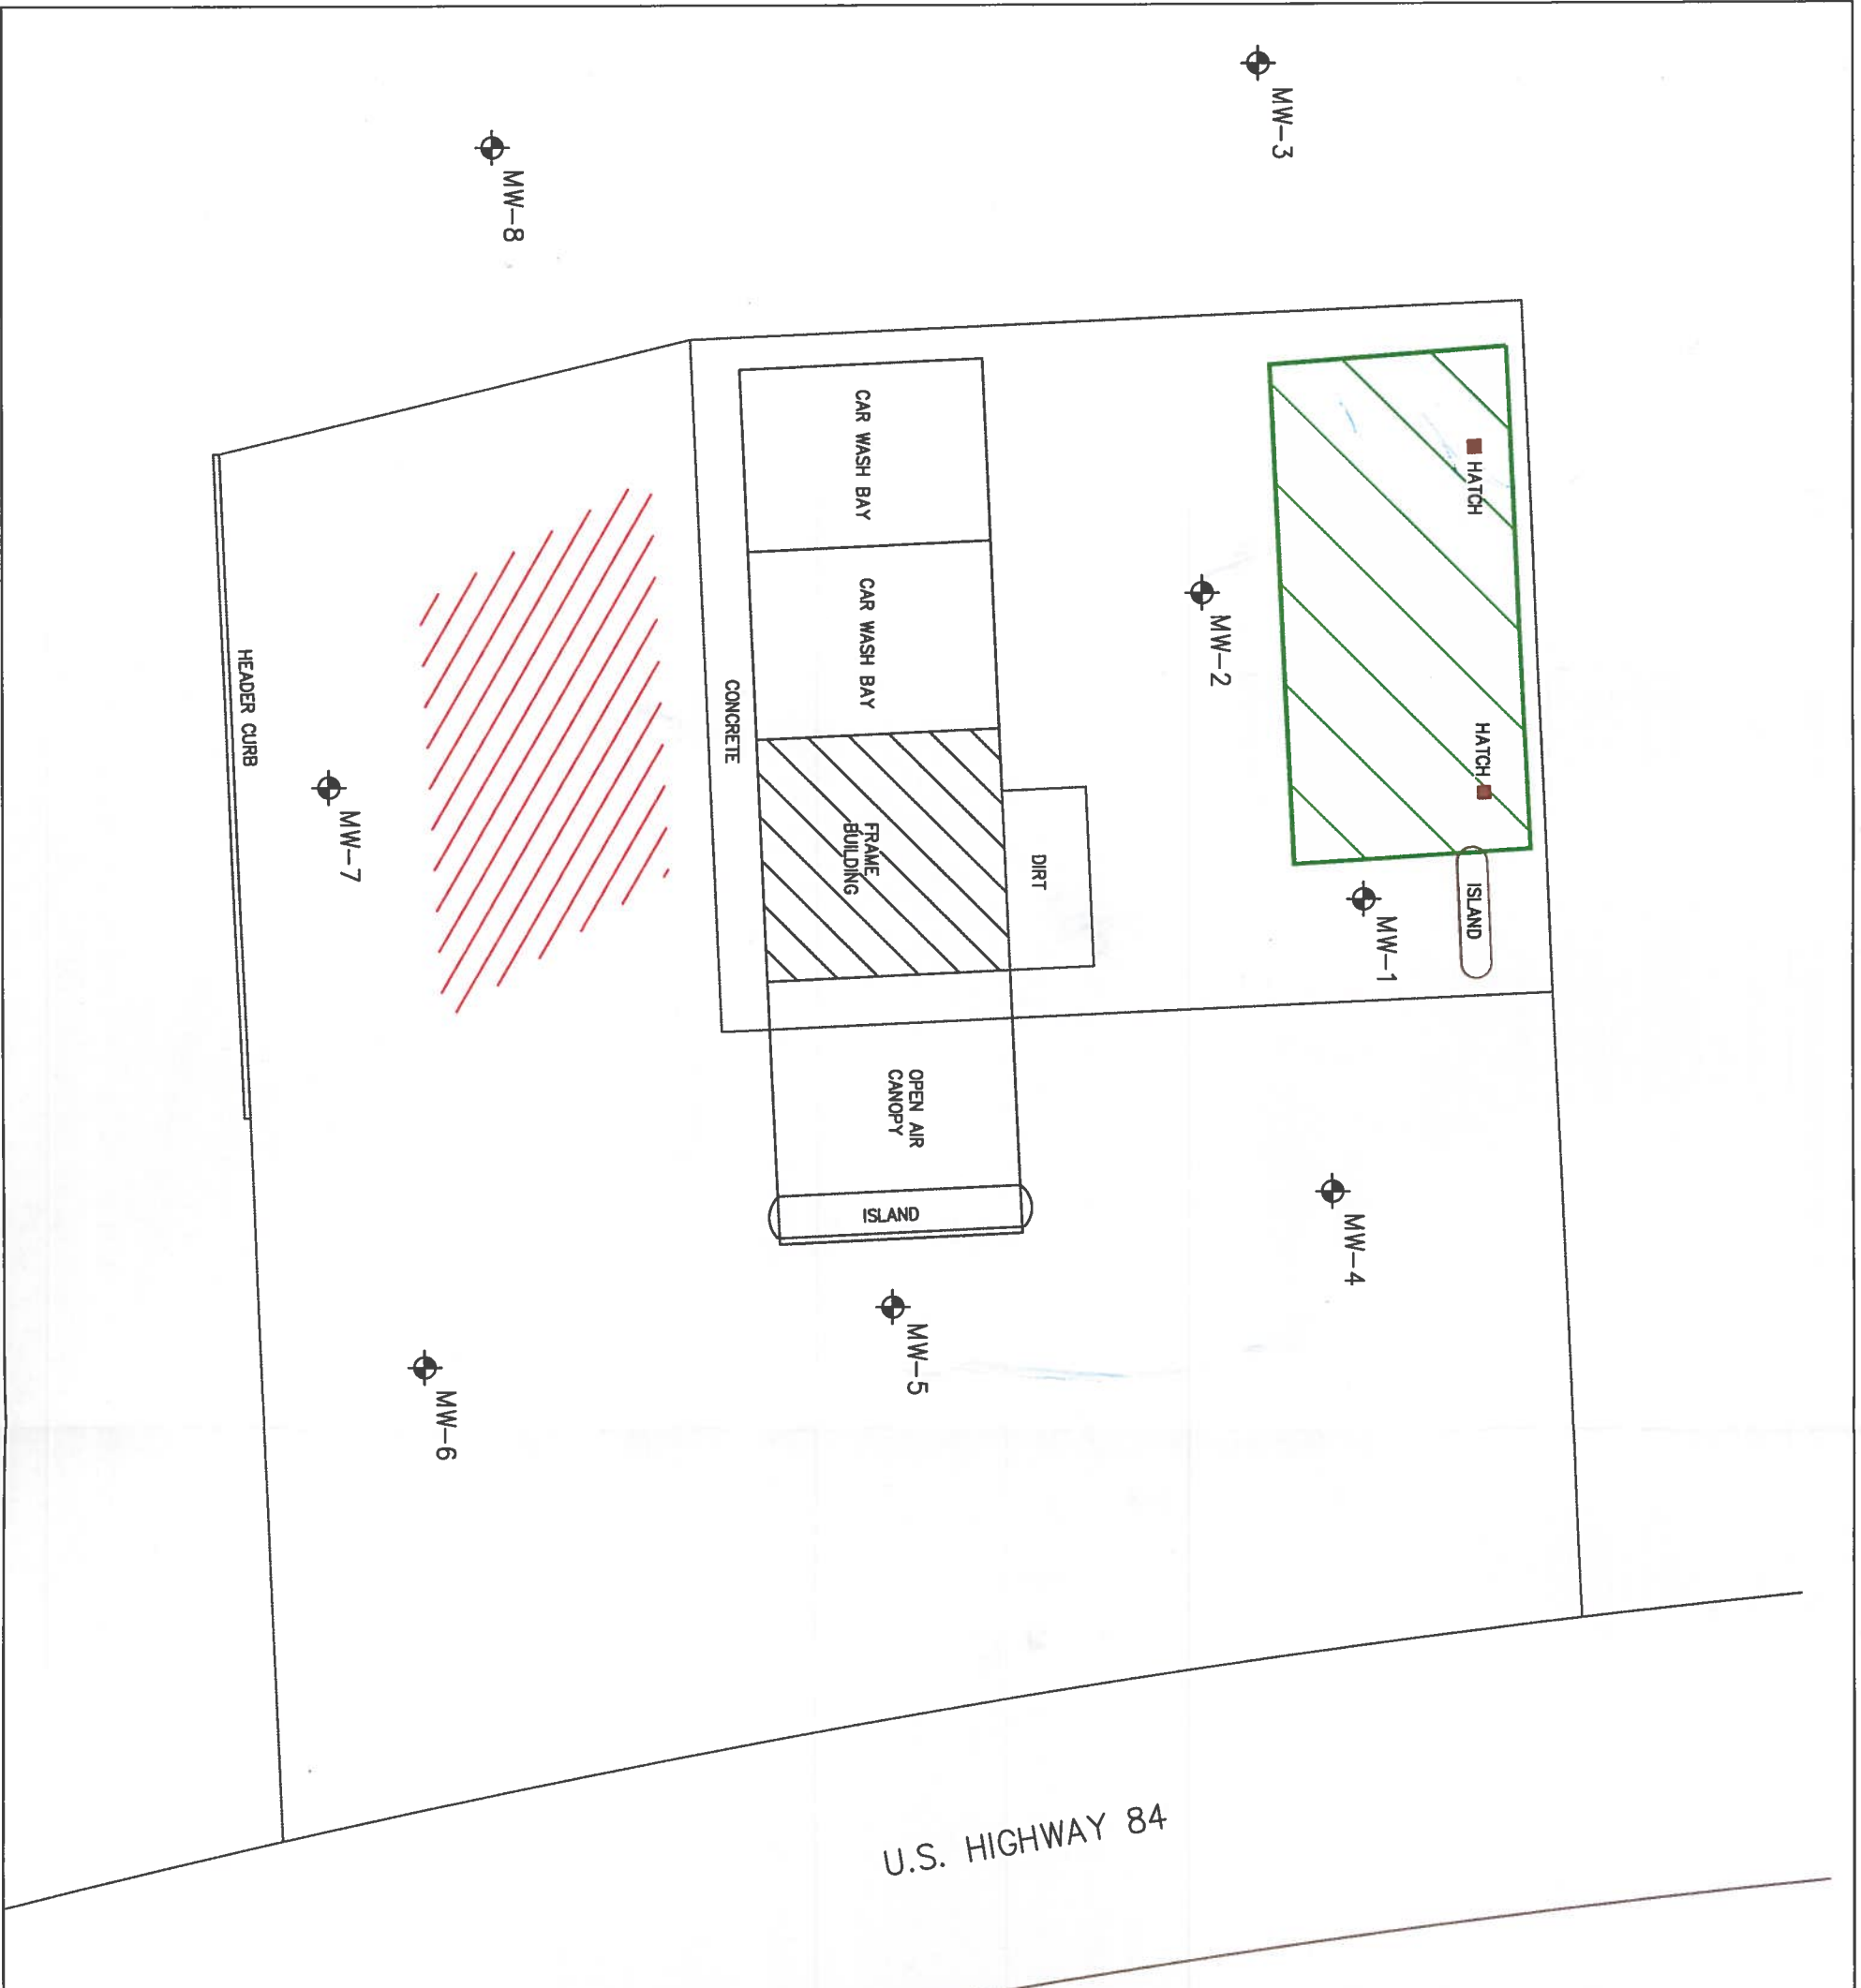 MW-3
MW-8
HATCH
CAR WASH BAY
CAR WASH BAY
MW-2
HATCH
CONCRETE
HEADER CURB
MW-7
FRAME
BUILDING
DIRT
ISLAND
MW-1
OPEN AIR
CANOPY
ISLAND
MW-4
MW-5
MW-6
U.S. HIGHWAY 84